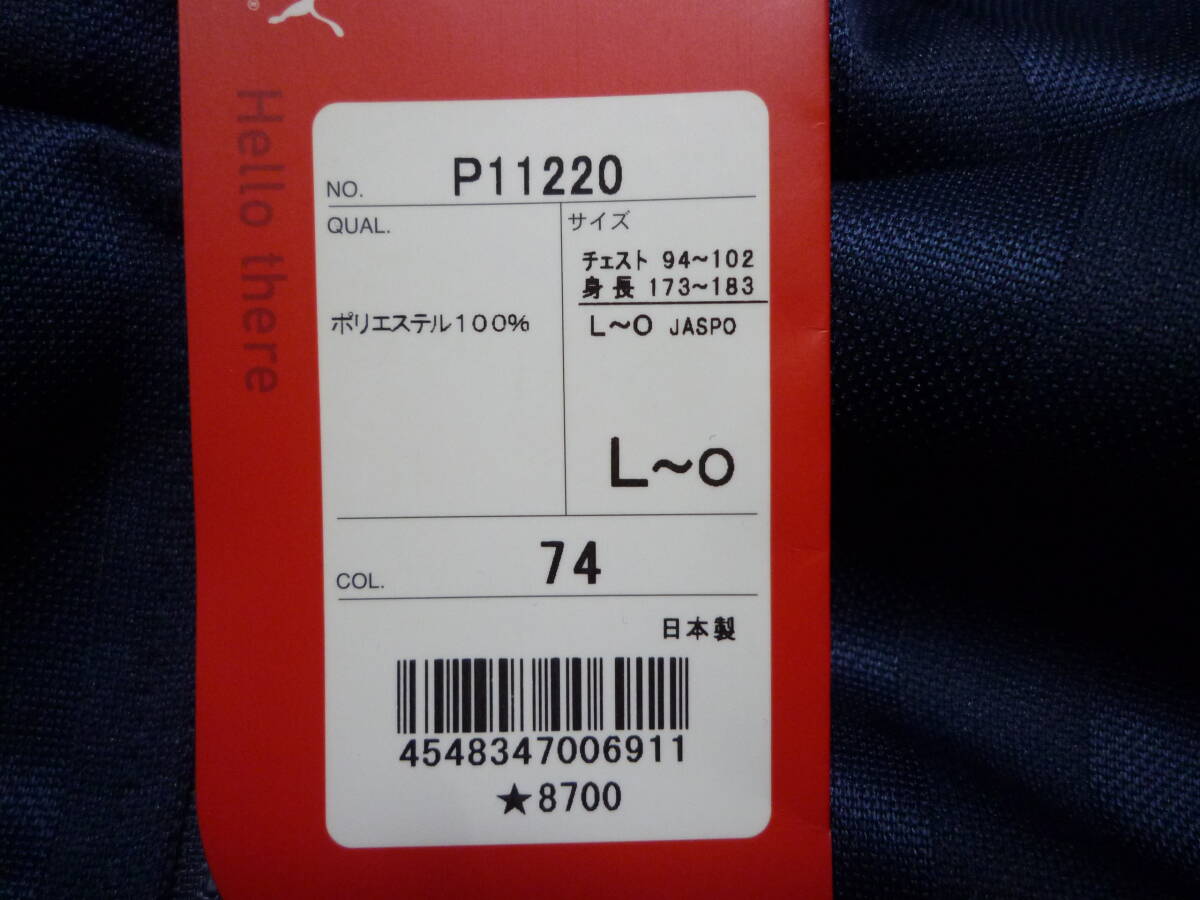 ®
Hello there
NO. P11220
QUAL.
ポリエステル100%
サイズ
チェスト 94~102
身長 173~183
L~O JASPO
L~O
COL. 74
日本製
4548347006911
★8700